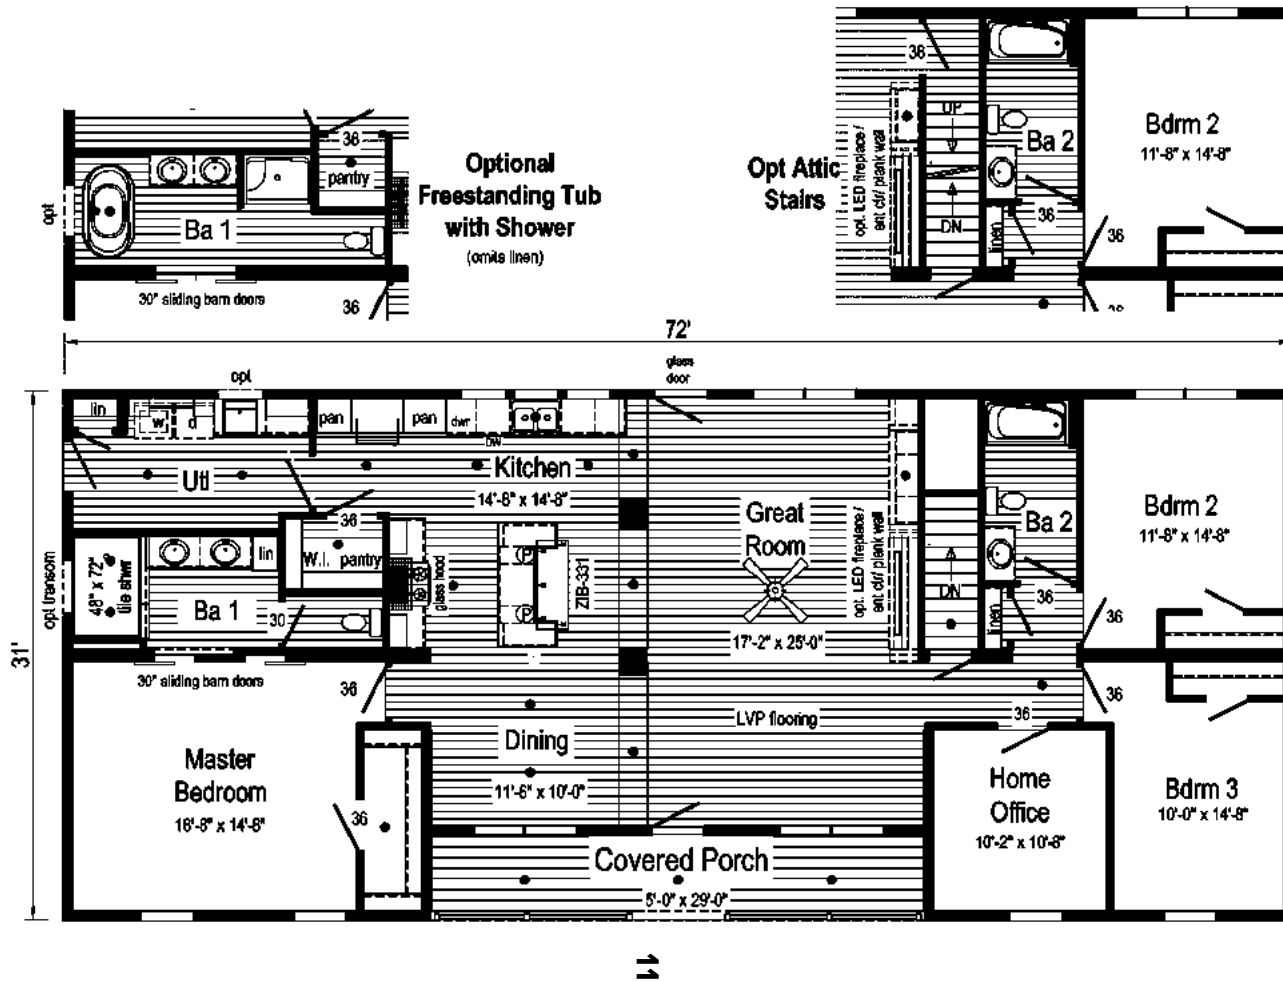 36
pantry
opt
Ba 1
30" sliding barn doors
36
Optional
Freestanding Tub
with Shower
(omits linen)
Opt Attic
Stairs
36
opt. LED fireplace /
ent ctr/ plank wall
UP
DN
Ba 2
linen
36
36
Bdrm 2
11'-8" x 14'-8"
72'
31'
opt
glass
door
lin
w
d
Utl
pan
pan
dwr
dw
Kitchen
14'-8" x 14'-8"
Great
Room
17'-2" x 25'-0"
opt. LED fireplace /
ent ctr/ plank wall
DN
Ba 2
linen
36
36
Bdrm 2
11'-8" x 14'-8"
opt transom
48" x 72"
tile shwr
lin
Ba 1
30
36
W.I. pantry
glass hood
P
P
ZIB-331
30" sliding barn doors
36
Master
Bedroom
16'-8" x 14'-8"
36
Dining
11'-6" x 10'-0"
LVP flooring
36
36
Home
Office
10'-2" x 10'-8"
Bdrm 3
10'-0" x 14'-8"
Covered Porch
5'-0" x 29'-0"
11